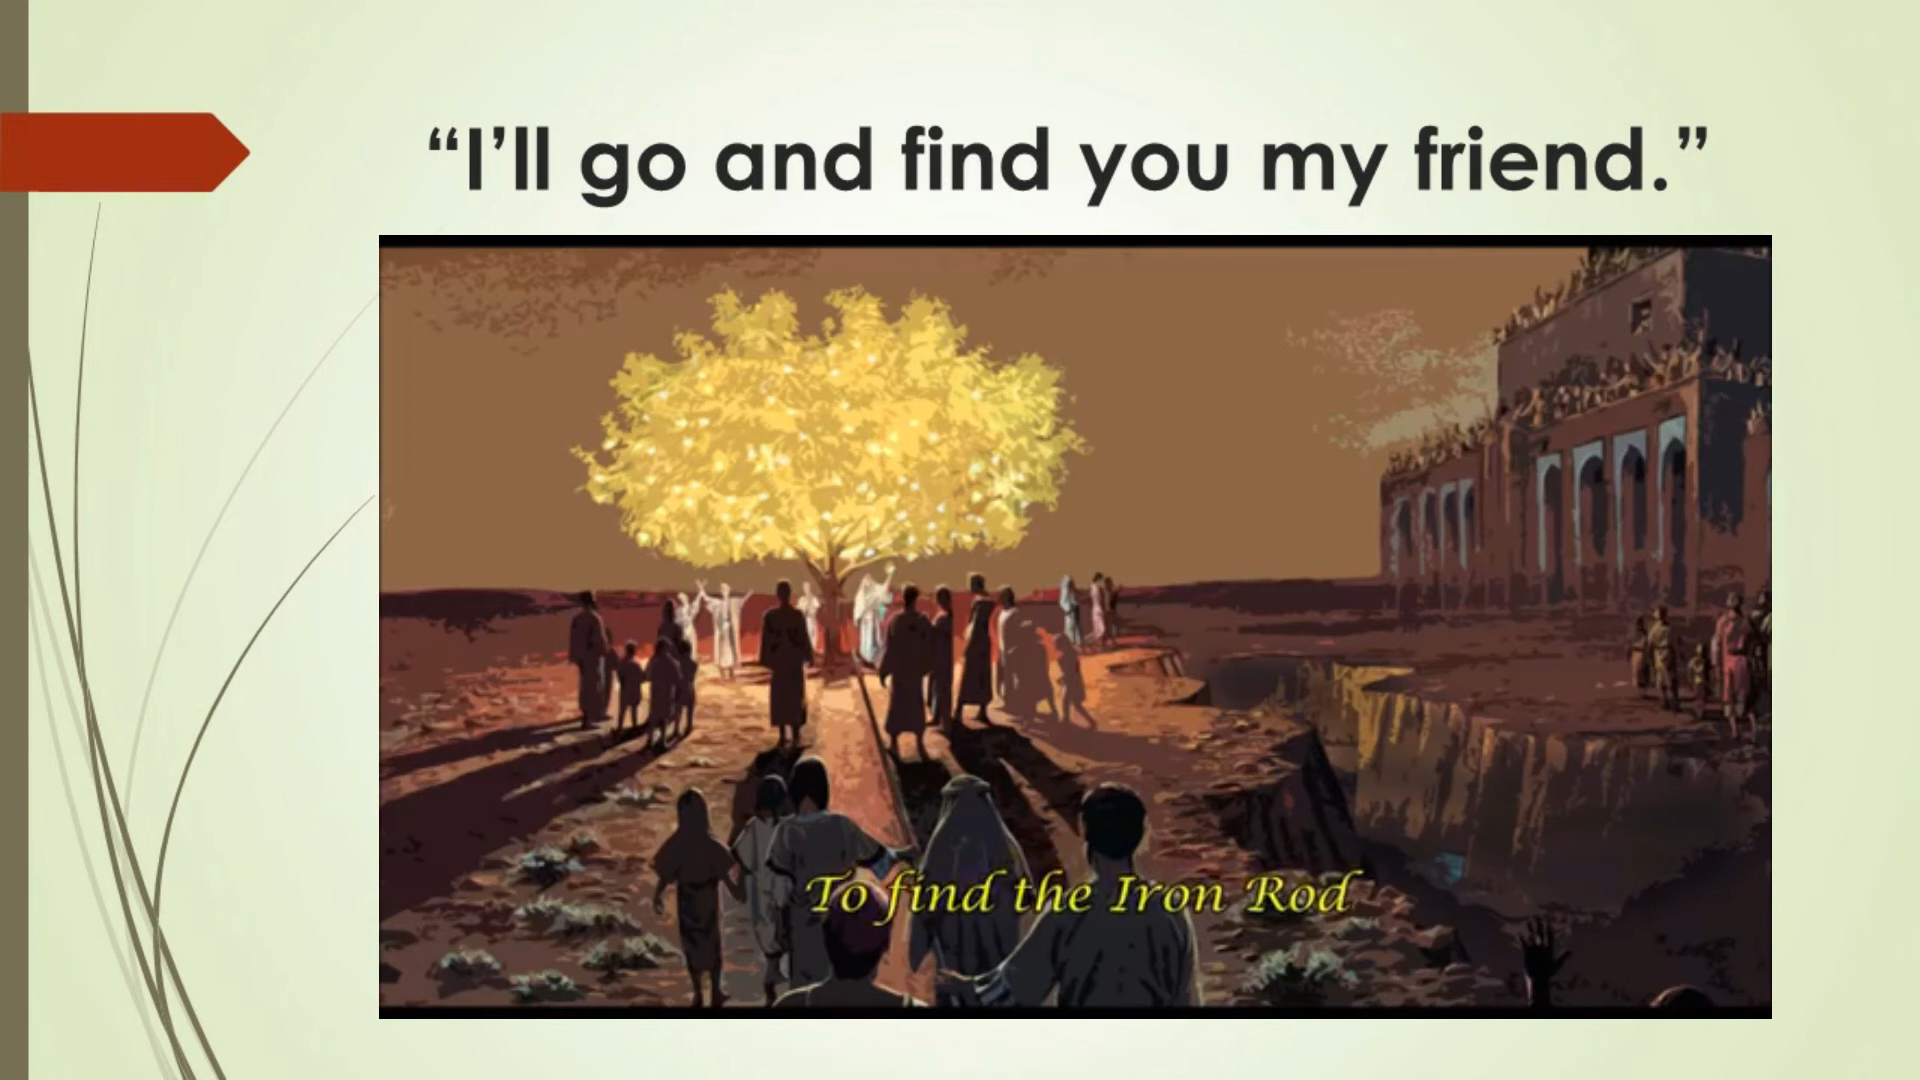 “I’ll go and find you my friend.”
To find the Iron Rod